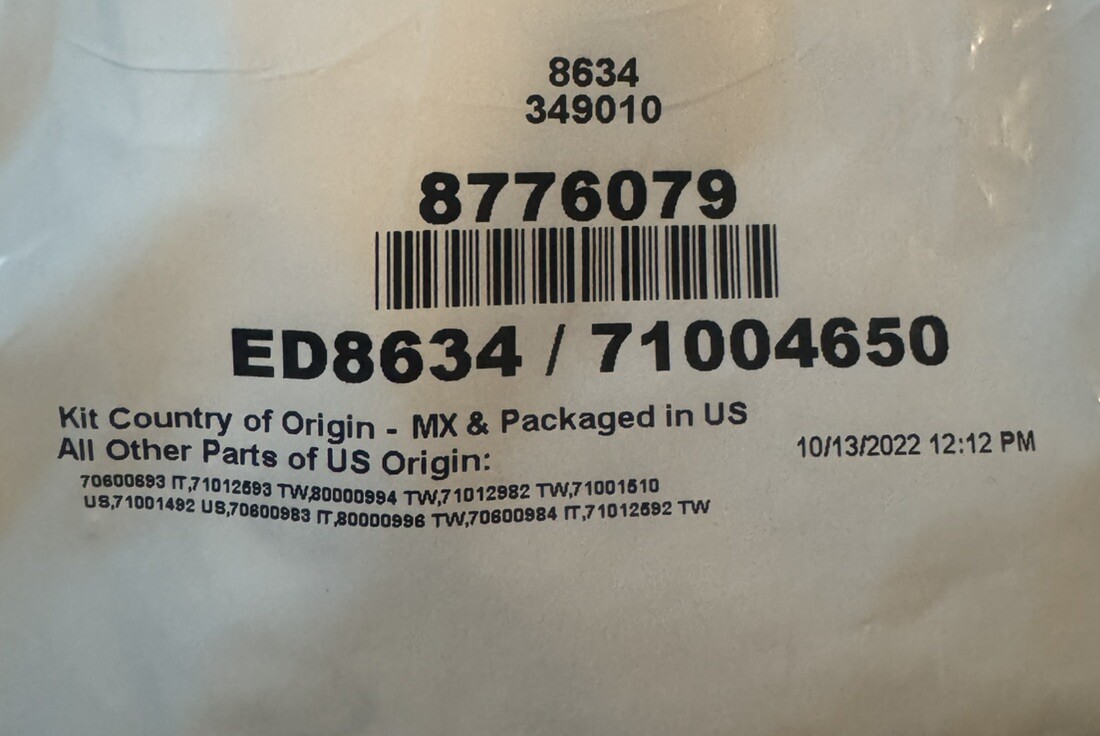 8634
349010
8776079
ED8634 / 71004650
Kit Country of Origin - MX & Packaged in US
All Other Parts of US Origin:
10/13/2022 12:12 PM
70600693 IT,71012693 TW,80000994 TW,71012982 TW,71001510
US,71001492 US,70600983 IT,80000996 TW,70600984 IT,71012692 TW